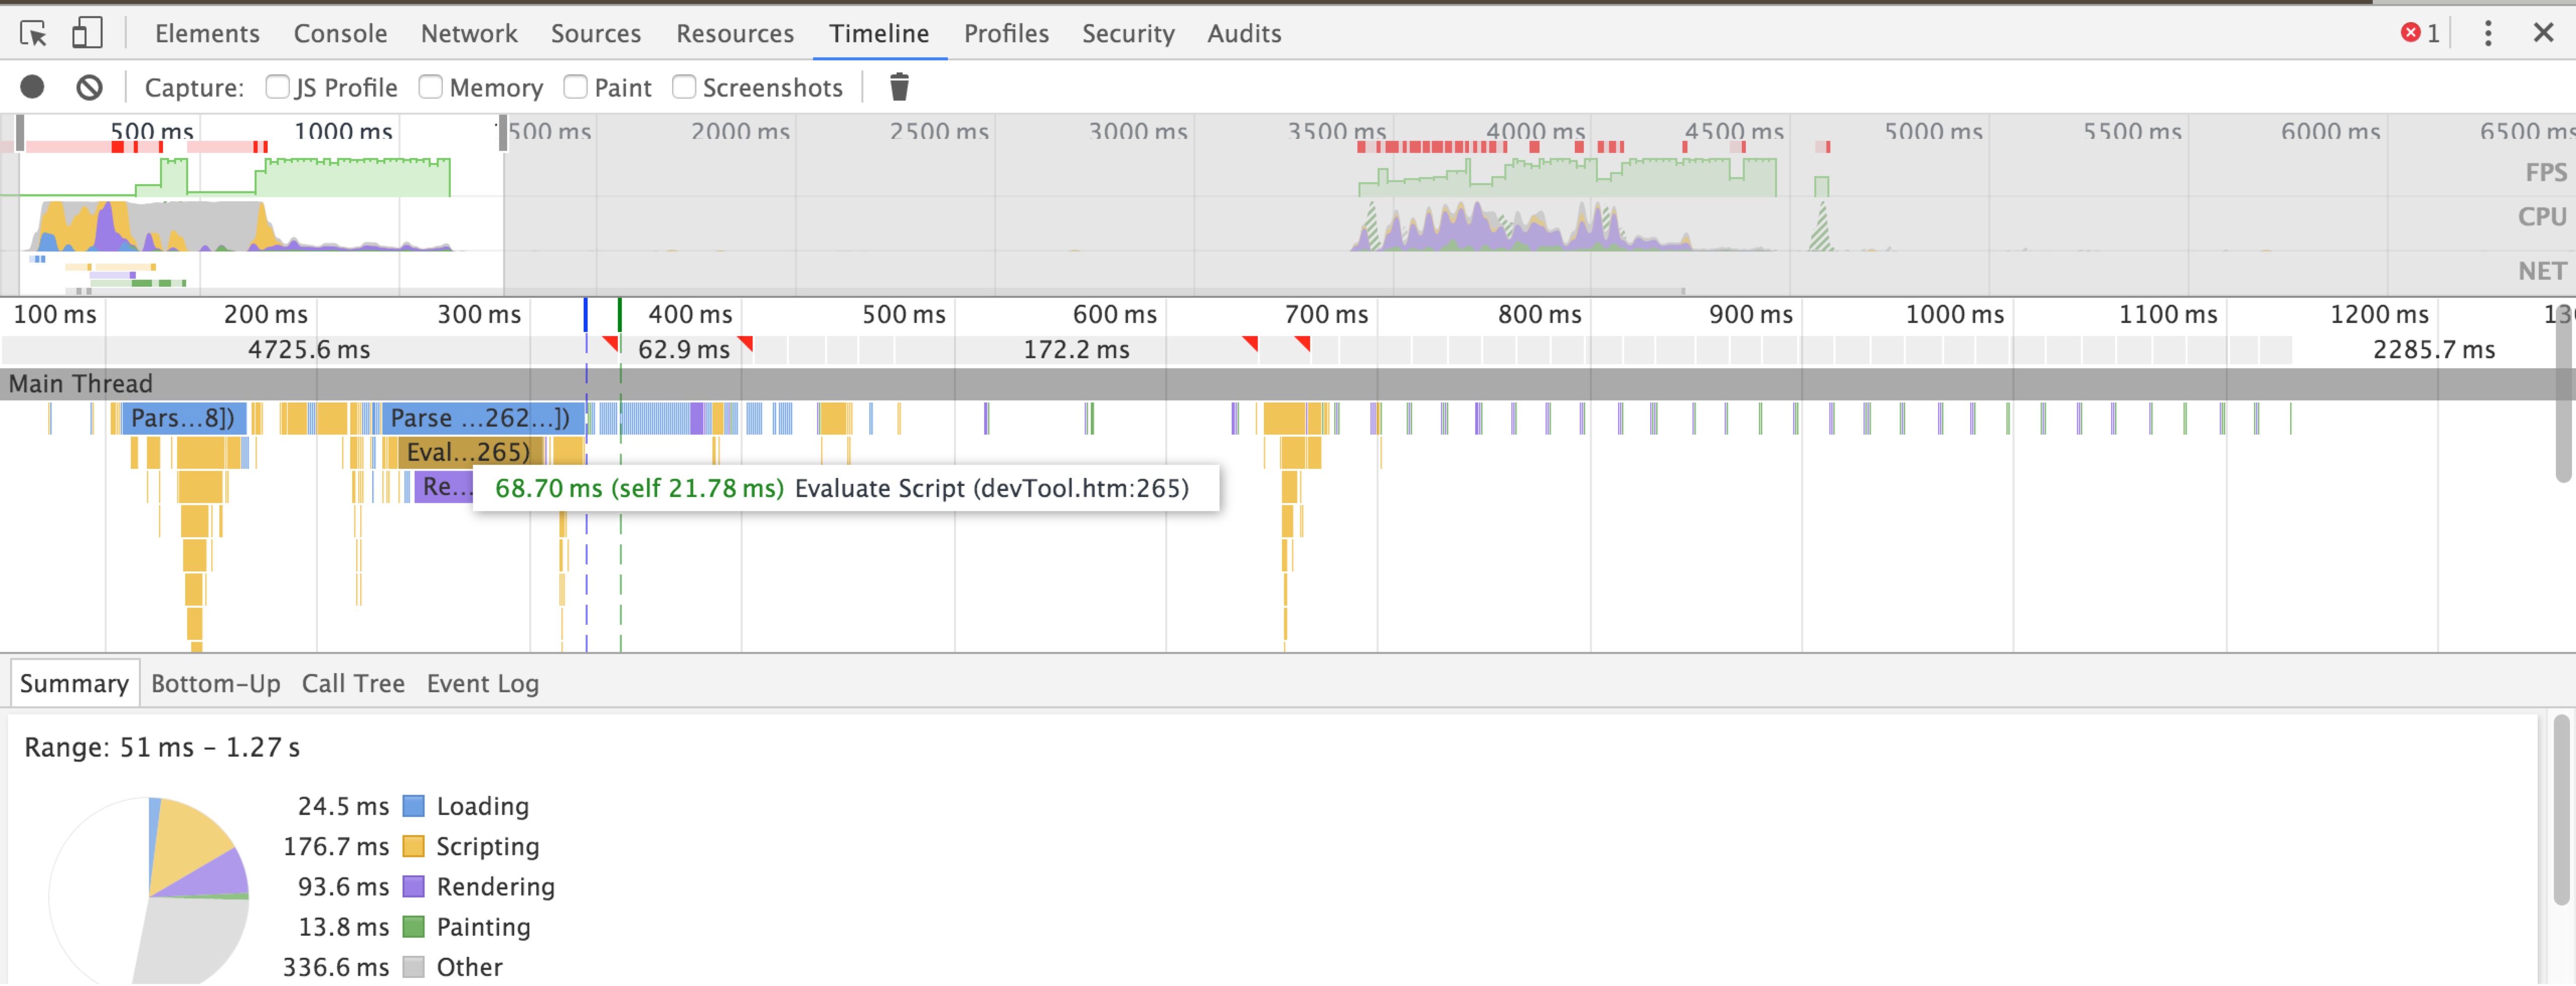 Elements Console Network Sources Resources Timeline Profiles Security Audits 1
Capture: JS Profile Memory Paint Screenshots
500 ms 1000 ms 500 ms 2000 ms 2500 ms 3000 ms 3500 ms 4000 ms 4500 ms 5000 ms 5500 ms 6000 ms 6500 ms
FPS
CPU
NET
100 ms 200 ms 300 ms 400 ms 500 ms 600 ms 700 ms 800 ms 900 ms 1000 ms 1100 ms 1200 ms 13
4725.6 ms 62.9 ms 172.2 ms 2285.7 ms
Main Thread
Pars...8]) Parse ...262...])
Eval...265)
Re... 68.70 ms (self 21.78 ms) Evaluate Script (devTool.htm:265)
Summary Bottom-Up Call Tree Event Log
Range: 51 ms – 1.27 s
24.5 ms Loading
176.7 ms Scripting
93.6 ms Rendering
13.8 ms Painting
336.6 ms Other